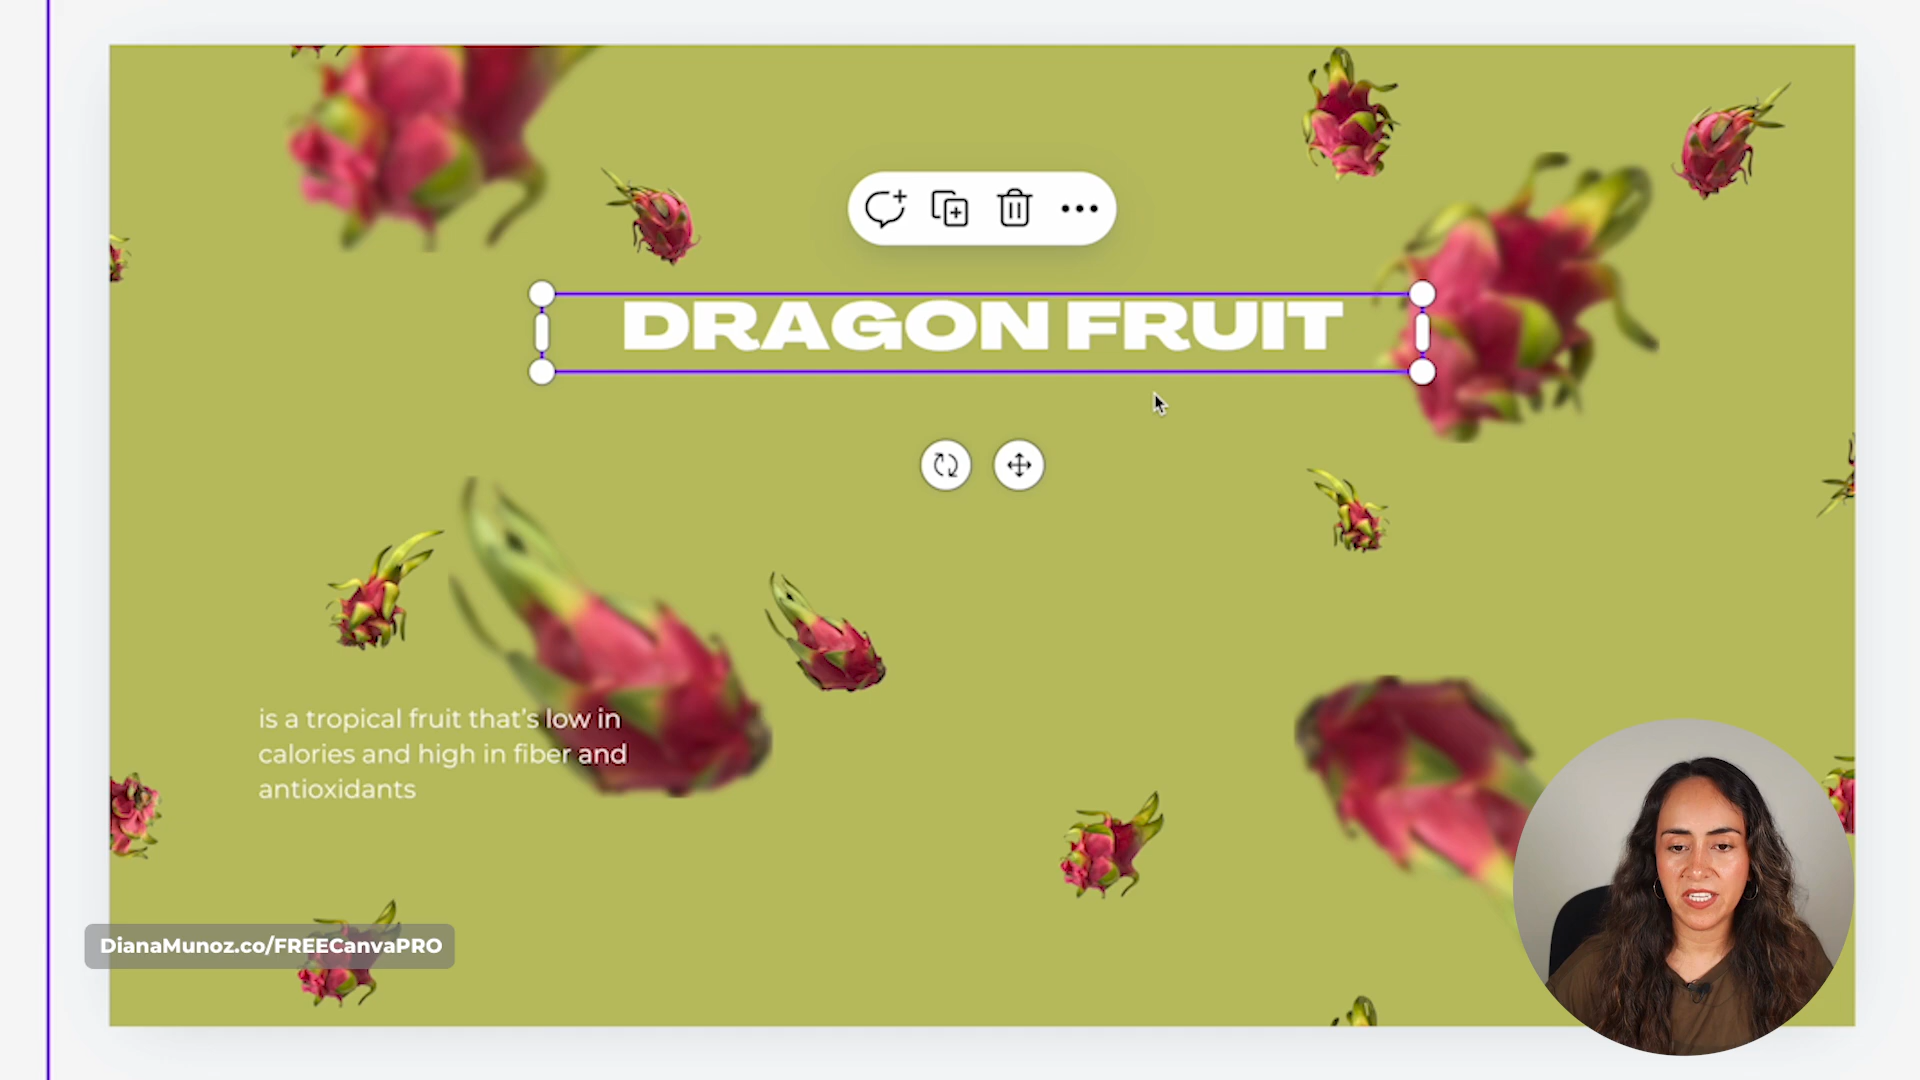 DRAGON FRUIT
is a tropical fruit that's low in
calories and high in fiber and
antioxidants
DianaMunoz.co/FREECanvaPRO